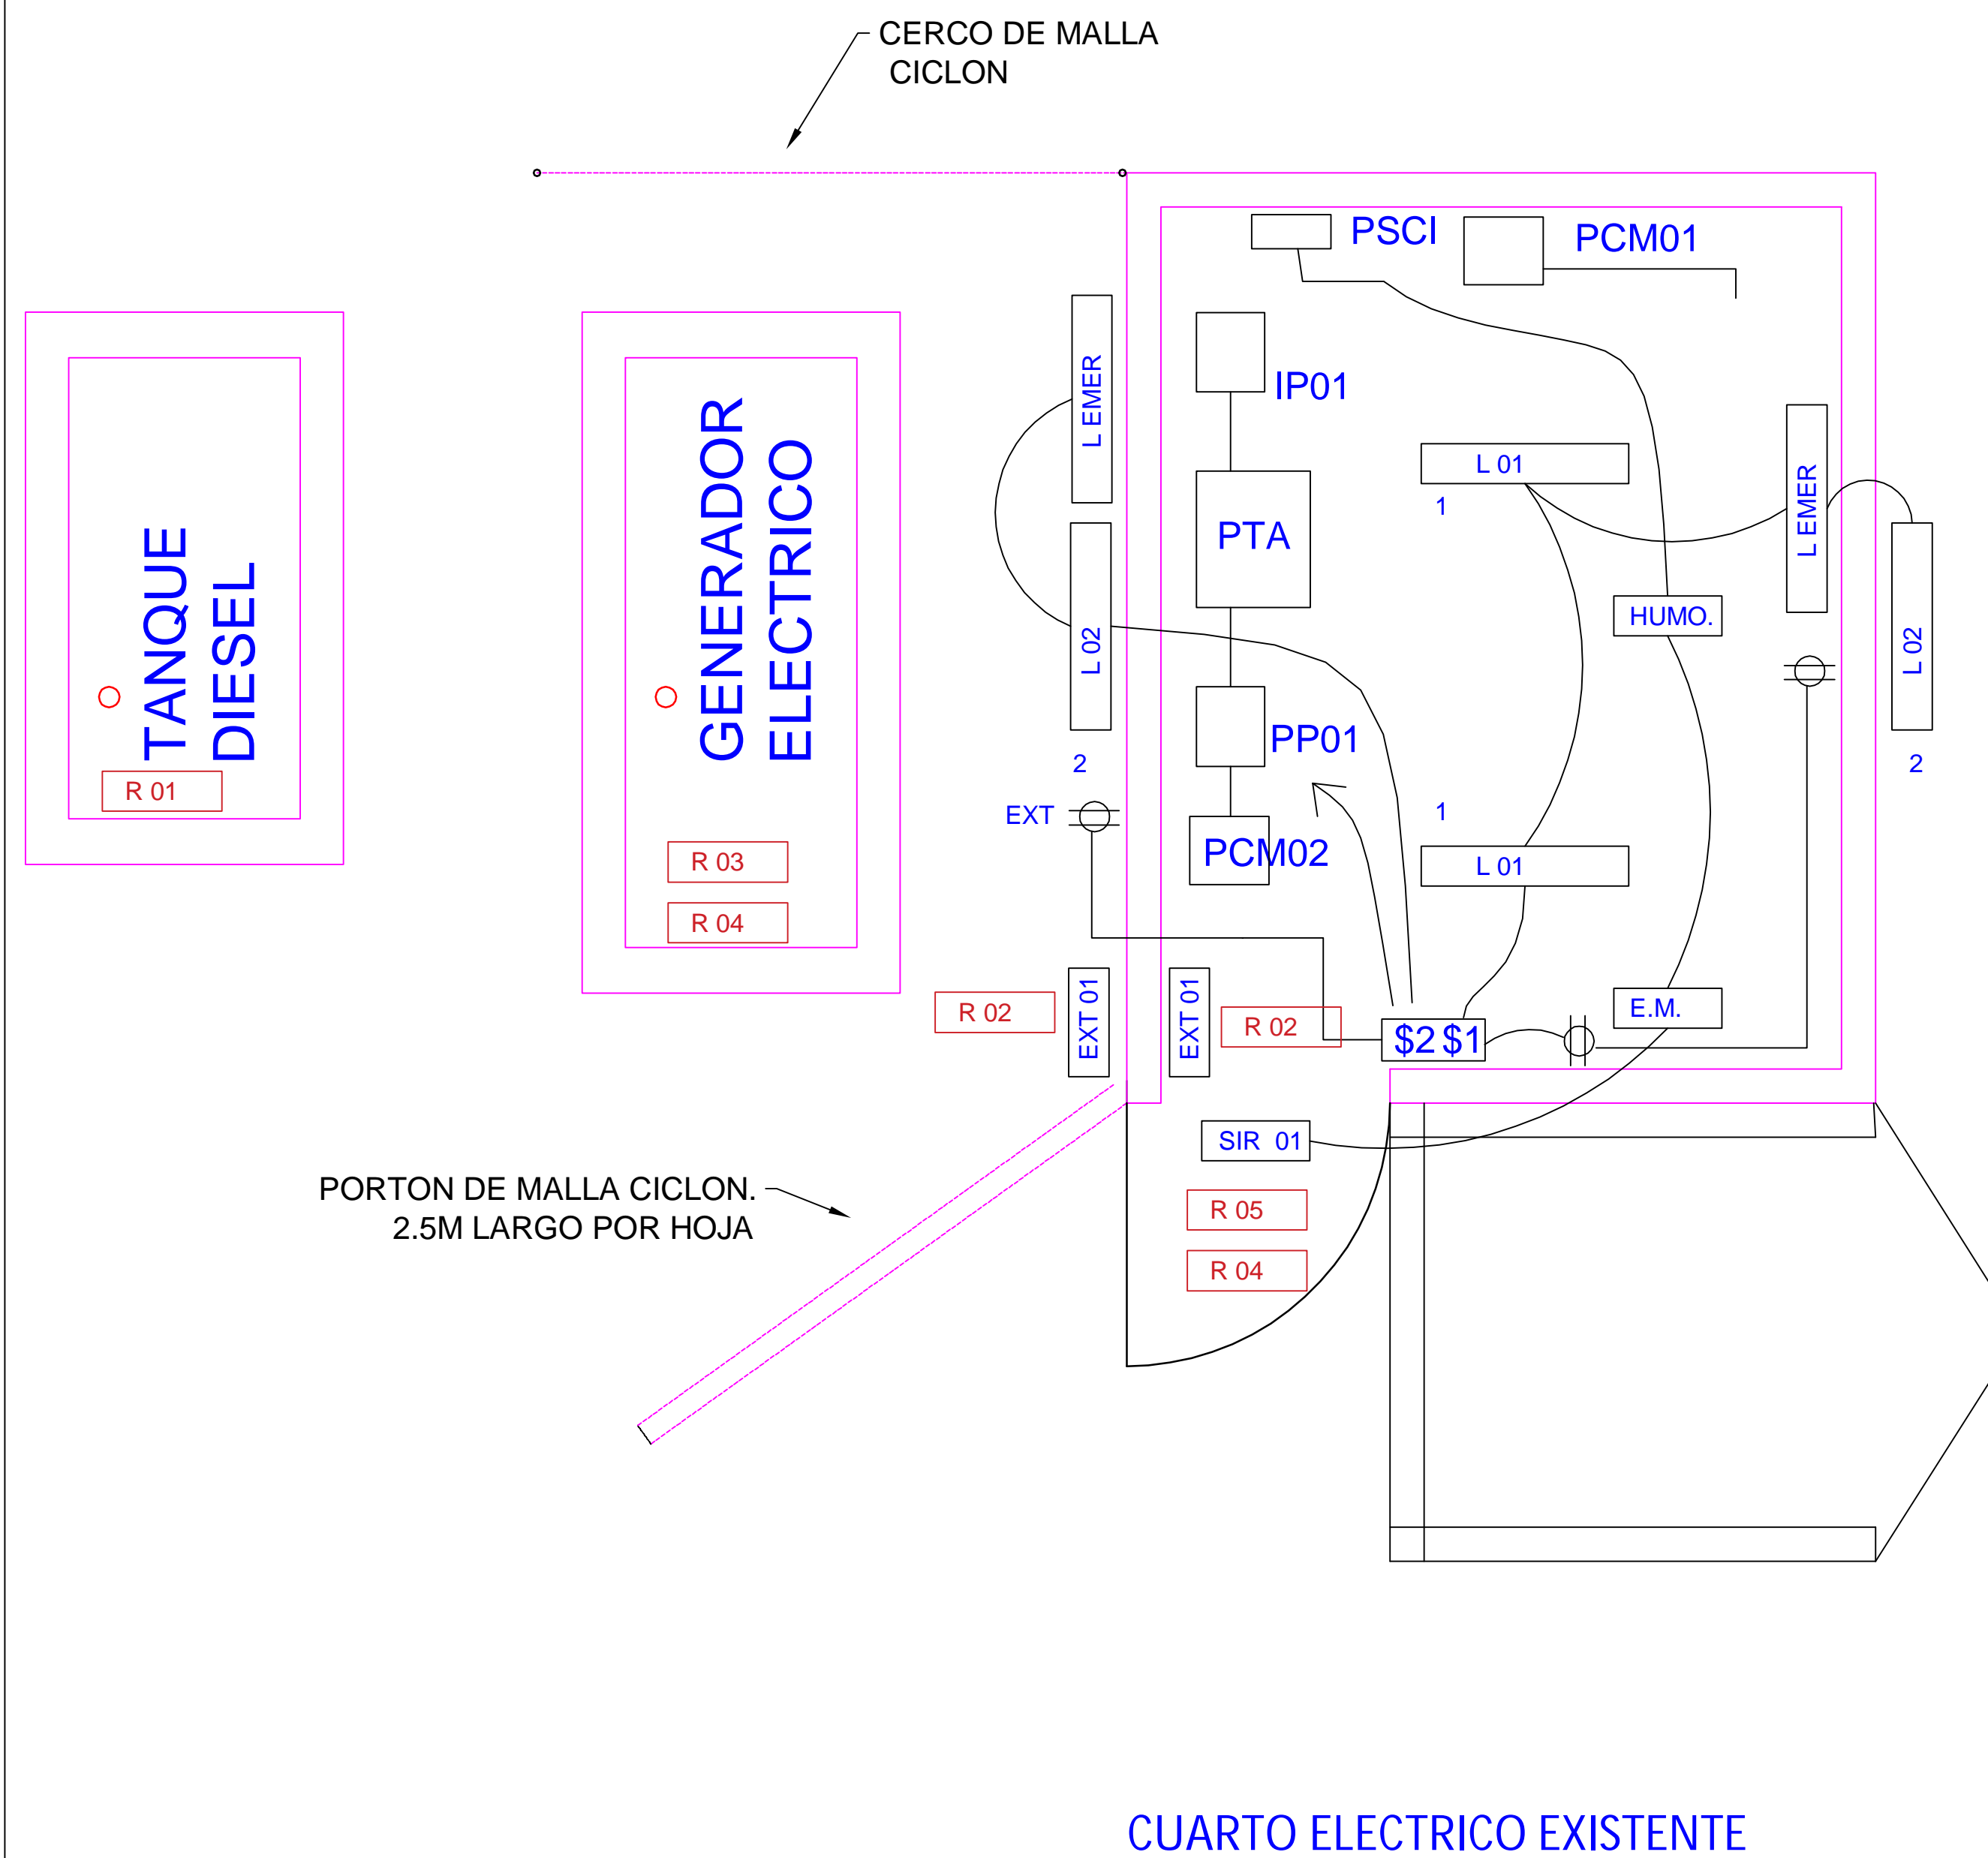 CERCO DE MALLA
CICLON
PSCI
PCM01
IP01
L EMER
L 01
1
L EMER
PTA
TANQUE
DIESEL
GENERADOR
ELECTRICO
HUMO.
L 02
L 02
PP01
2
2
R 01
EXT
1
PCM02
L 01
R 03
R 04
R 02
EXT 01
EXT 01
R 02
E.M.
$2 $1
SIR 01
PORTON DE MALLA CICLON.
2.5M LARGO POR HOJA
R 05
R 04
CUARTO ELECTRICO EXISTENTE